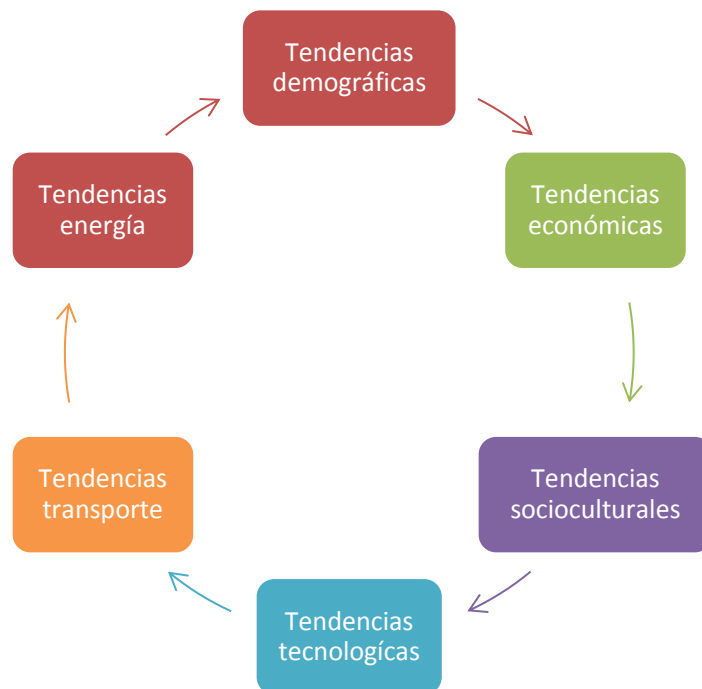 Tendencias
demográficas
Tendencias
económicas
Tendencias
socioculturales
Tendencias
tecnologícas
Tendencias
transporte
Tendencias
energía